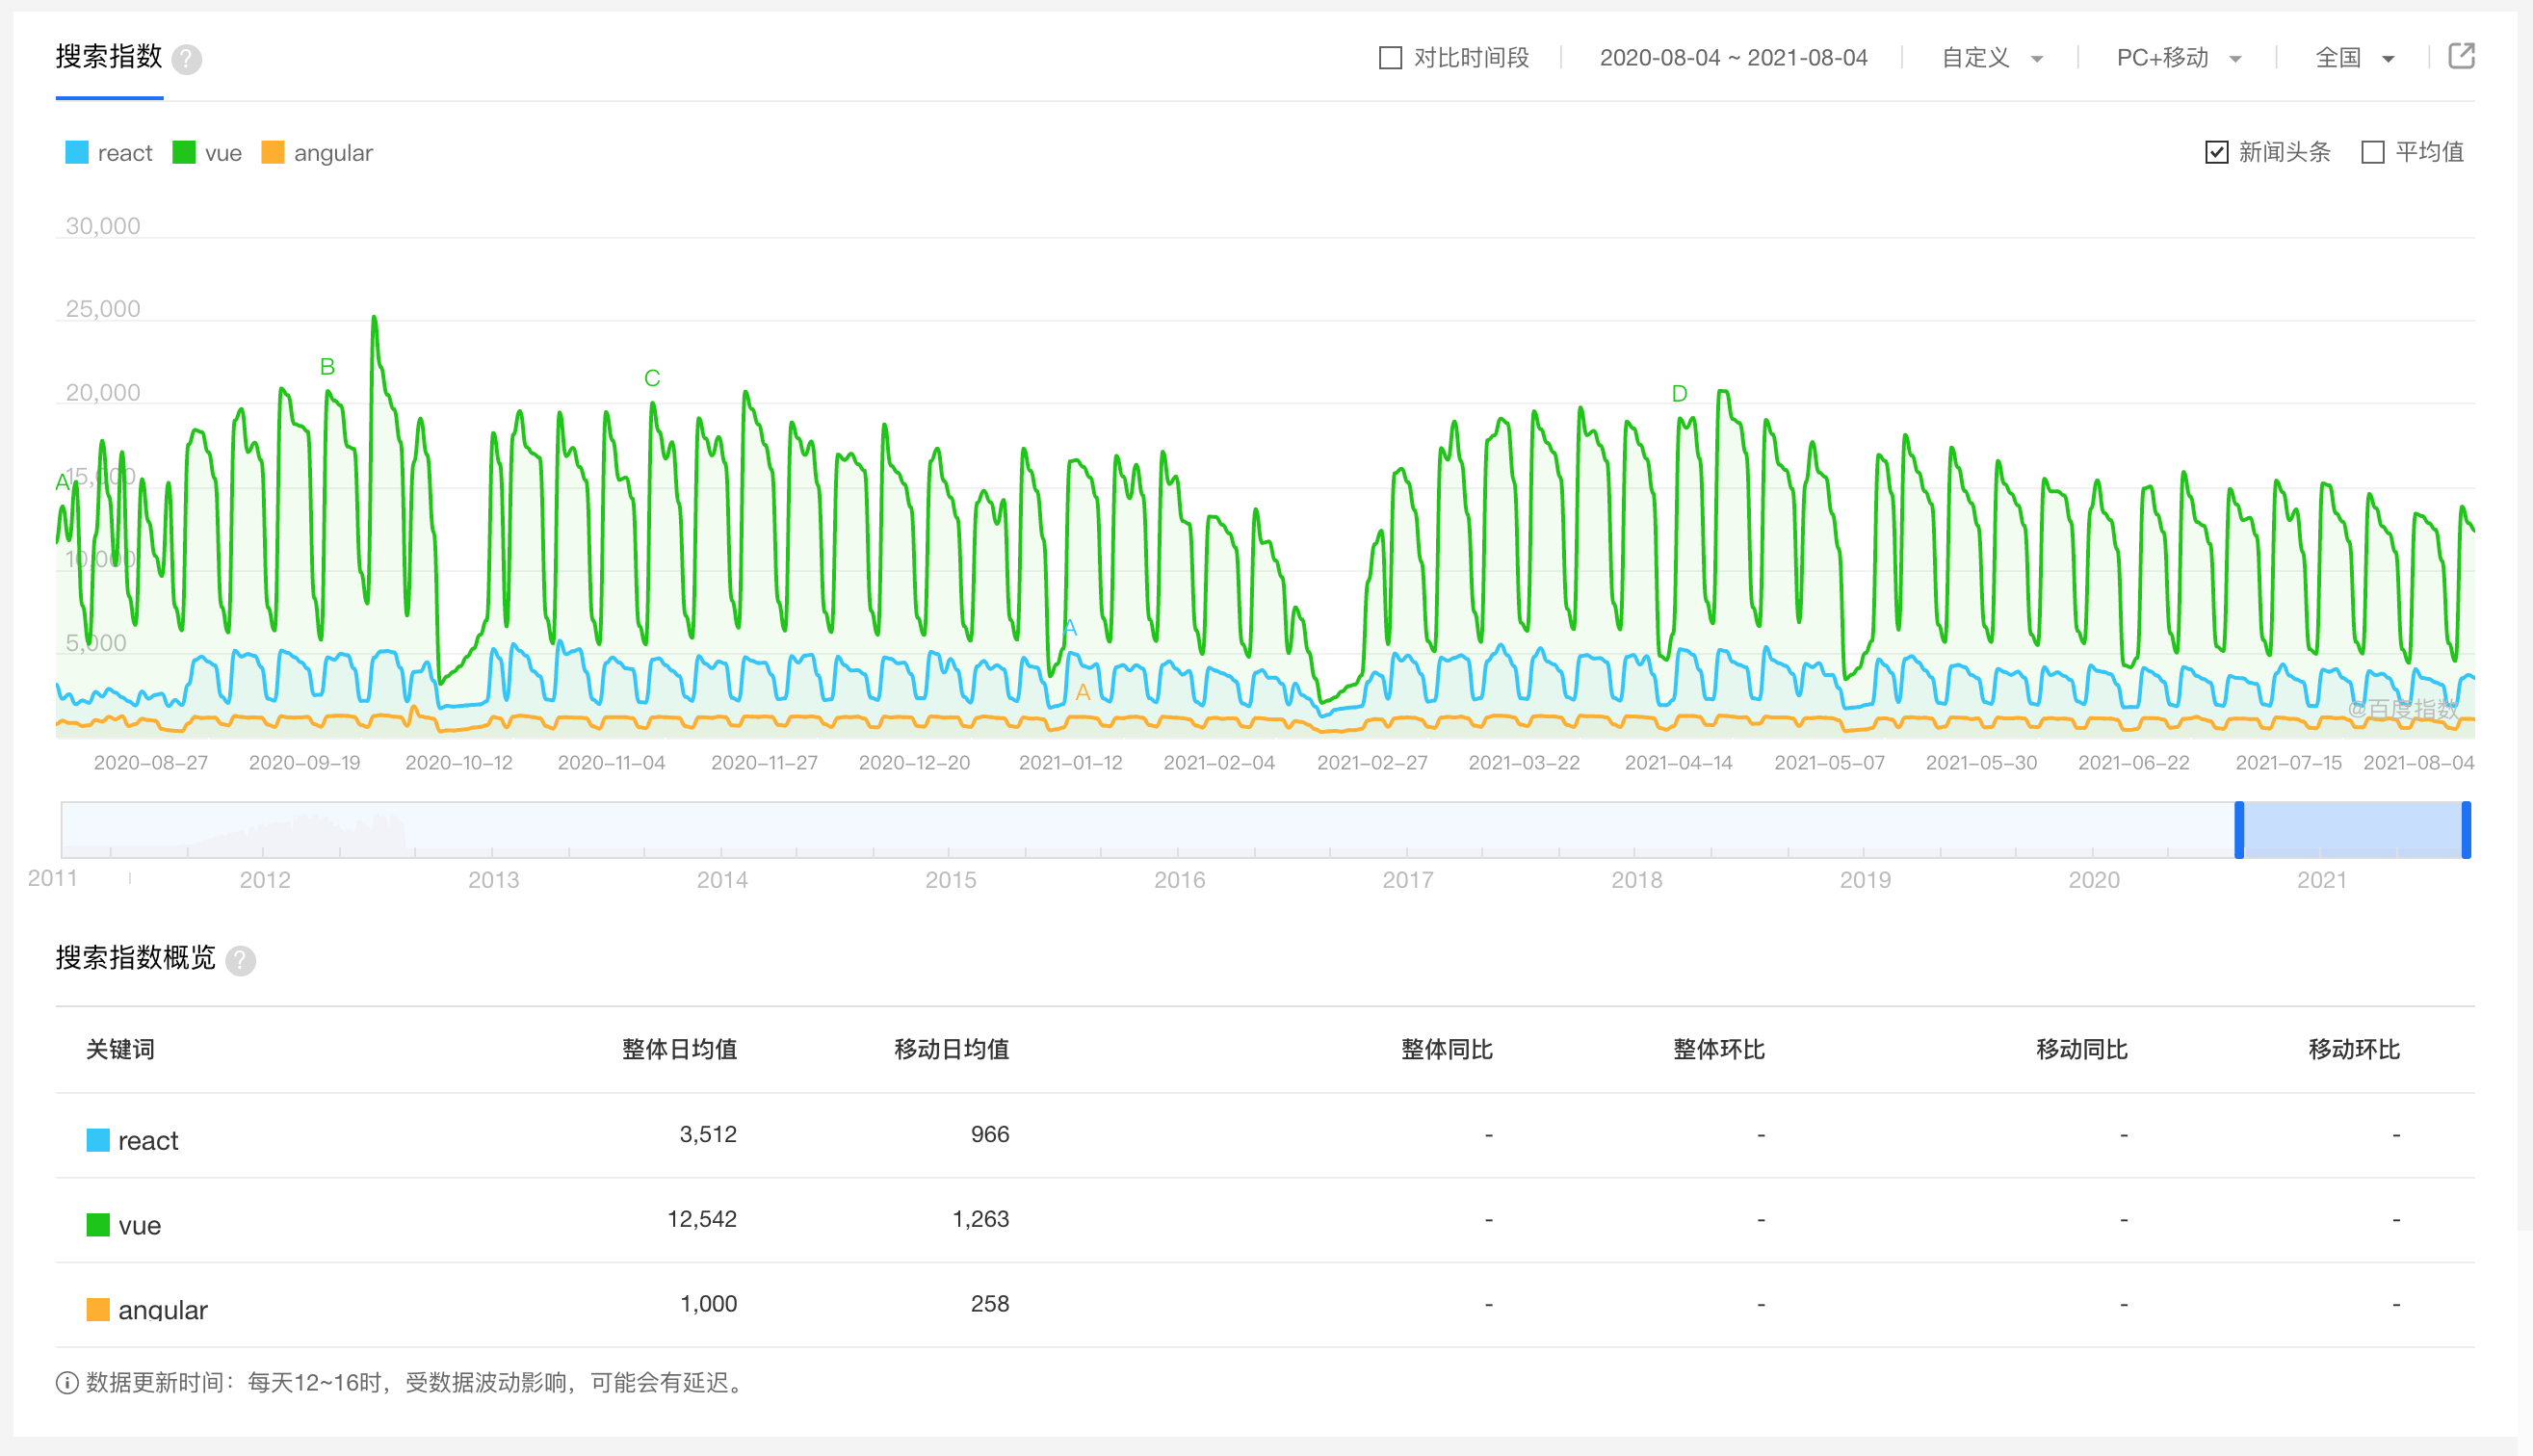 搜索指数 ?
对比时间段 2020-08-04 ~ 2021-08-04 自定义 PC+移动 全国
react vue angular
新闻头条 平均值
30,000
25,000
B
C
20,000
D
A
15,000
10,000
A
5,000
A
@百度指数
2020-08-27 2020-09-19 2020-10-12 2020-11-04 2020-11-27 2020-12-20 2021-01-12 2021-02-04 2021-02-27 2021-03-22 2021-04-14 2021-05-07 2021-05-30 2021-06-22 2021-07-15 2021-08-04
2011 2012 2013 2014 2015 2016 2017 2018 2019 2020 2021
搜索指数概览 ?
关键词 整体日均值 移动日均值 整体同比 整体环比 移动同比 移动环比
react 3,512 966 - - - -
vue 12,542 1,263 - - - -
angular 1,000 258 - - - -
数据更新时间：每天12~16时，受数据波动影响，可能会有延迟。